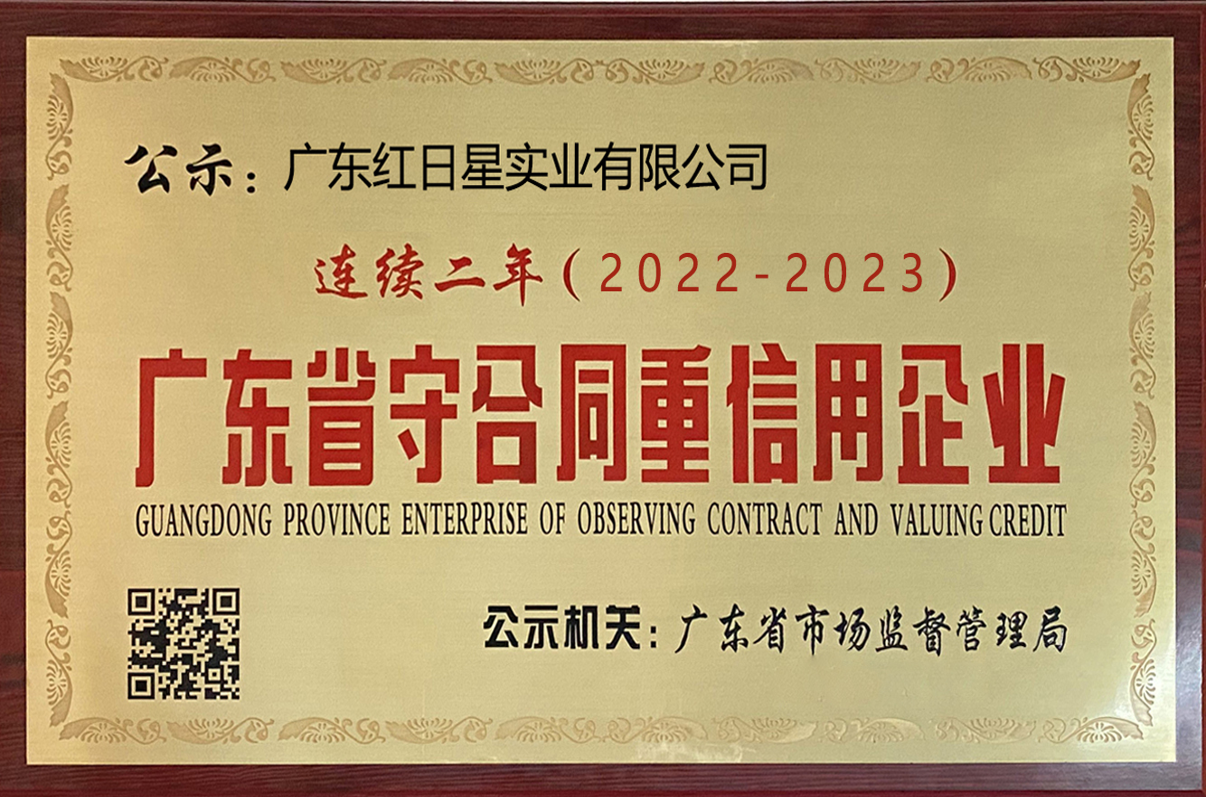 公示：广东红日星实业有限公司
连续二年(2022-2023)
广东省守合同重信用企业
GUANGDONG PROVINCE ENTERPRISE OF OBSERVING CONTRACT AND VALUING CREDIT
公示机关：广东省市场监督管理局